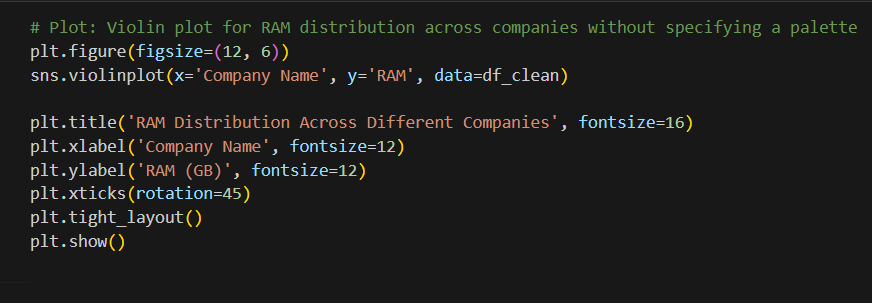 # Plot: Violin plot for RAM distribution across companies without specifying a palette
plt.figure(figsize=(12, 6))
sns.violinplot(x='Company Name', y='RAM', data=df_clean)
plt.title('RAM Distribution Across Different Companies', fontsize=16)
plt.xlabel('Company Name', fontsize=12)
plt.ylabel('RAM (GB)', fontsize=12)
plt.xticks(rotation=45)
plt.tight_layout()
plt.show()